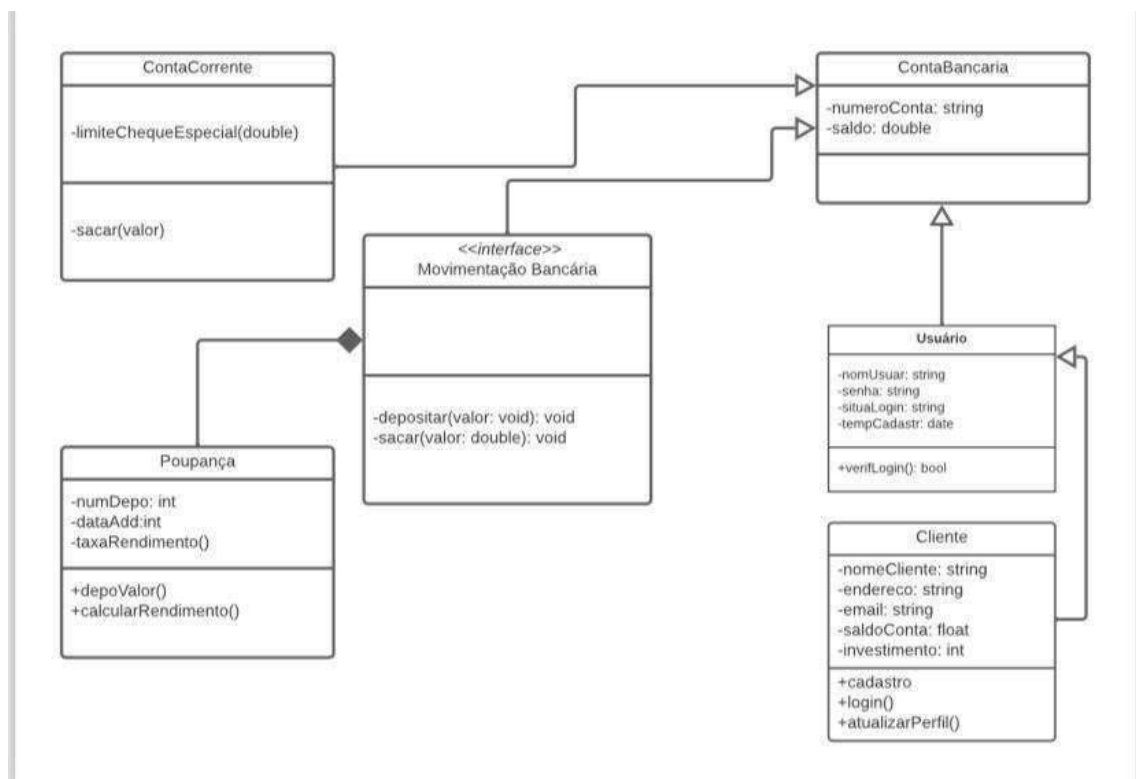 ContaCorrente
-limiteChequeEspecial(double)
-sacar(valor)
ContaBancaria
-numeroConta: string
-saldo: double
<<interface>>
Movimentação Bancária
-depositar(valor: void): void
-sacar(valor: double): void
Poupança
-numDepo: int
-dataAdd:int
-taxaRendimento()
+depoValor()
+calcularRendimento()
Usuário
-nomUsuar: string
-senha: string
-situaLogin: string
-tempCadastr: date
+verifLogin(): bool
Cliente
-nomeCliente: string
-endereco: string
-email: string
-saldoConta: float
-investimento: int
+cadastro
+login()
+atualizarPerfil()